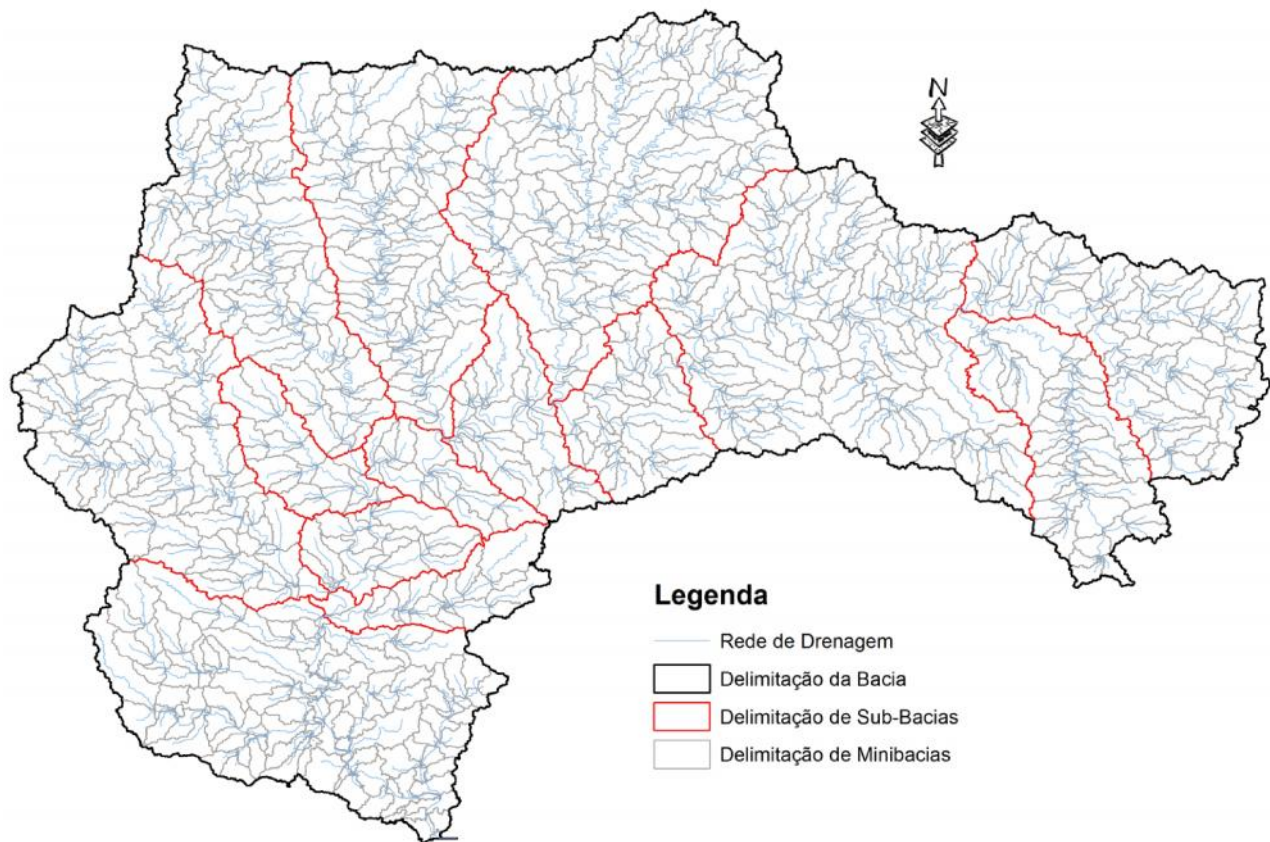 N
Legenda
Rede de Drenagem
Delimitação da Bacia
Delimitação de Sub-Bacias
Delimitação de Minibacias